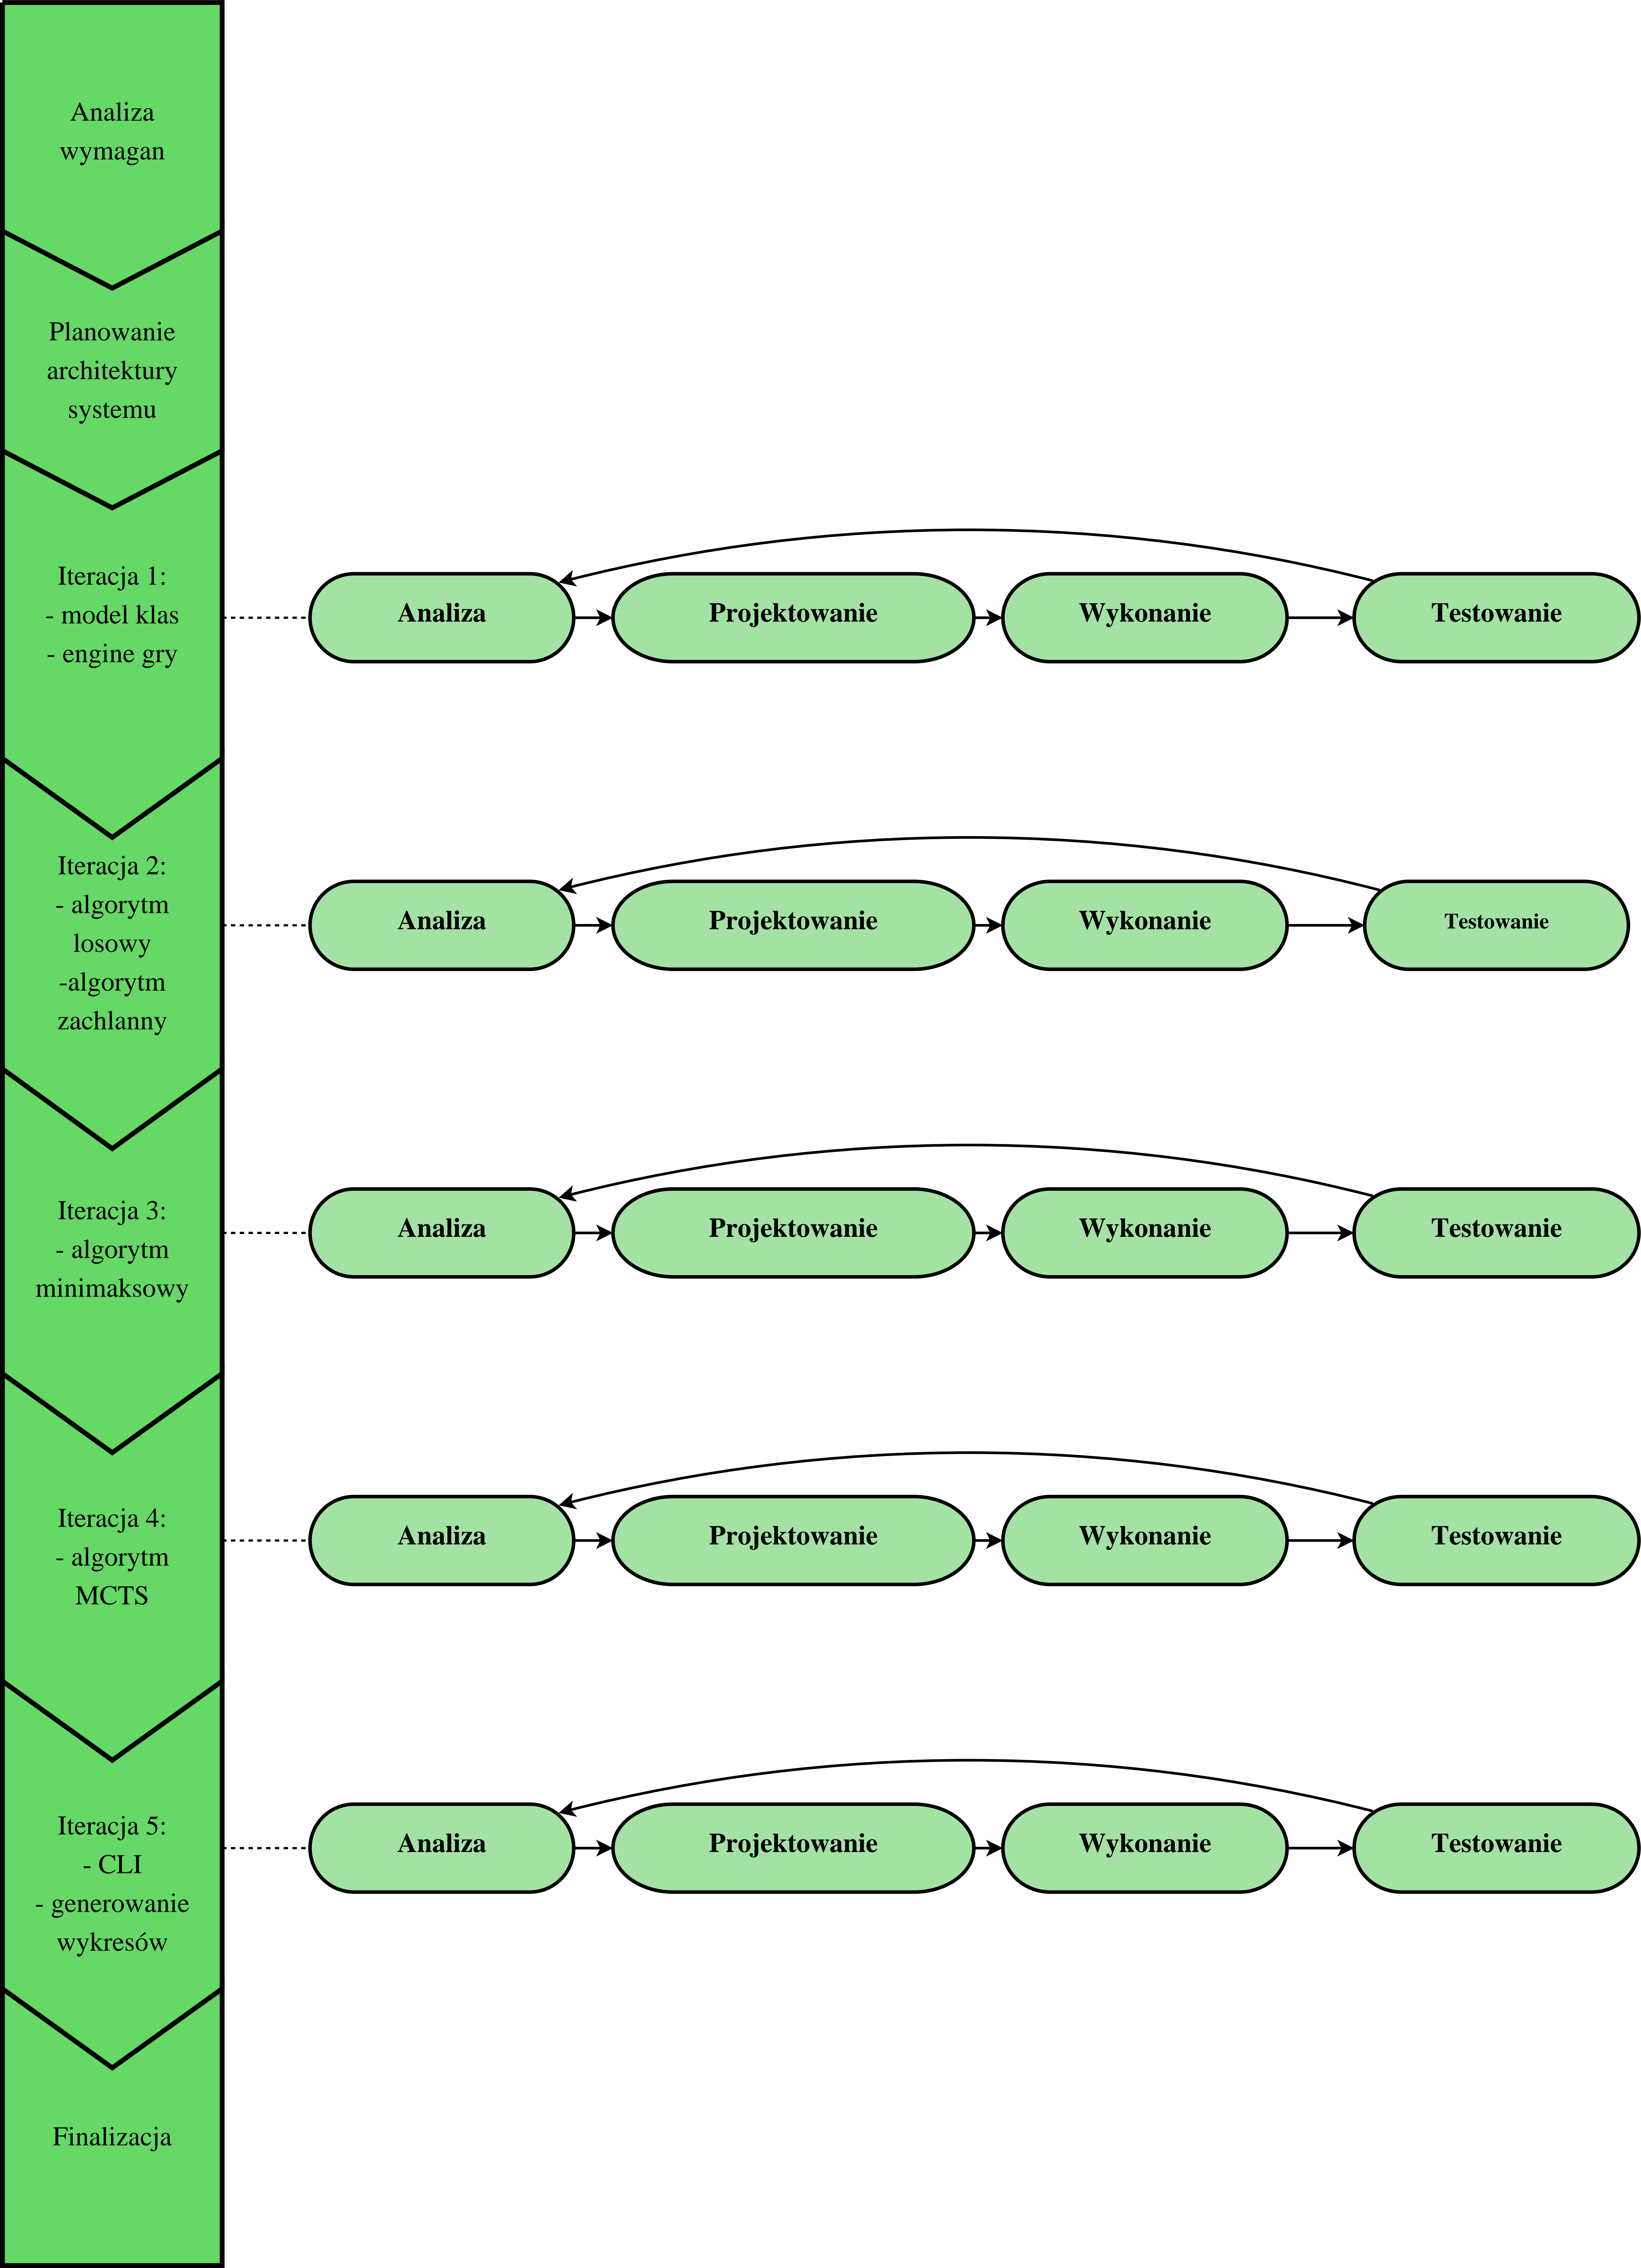 Analiza
wymagan
Planowanie
architektury
systemu
Iteracja 1:
- model klas
- engine gry
Analiza
Projektowanie
Wykonanie
Testowanie
Iteracja 2:
- algorytm
losowy
-algorytm
zachlanny
Analiza
Projektowanie
Wykonanie
Testowanie
Iteracja 3:
- algorytm
minimaksowy
Analiza
Projektowanie
Wykonanie
Testowanie
Iteracja 4:
- algorytm
MCTS
Analiza
Projektowanie
Wykonanie
Testowanie
Iteracja 5:
- CLI
- generowanie
wykresów
Analiza
Projektowanie
Wykonanie
Testowanie
Finalizacja